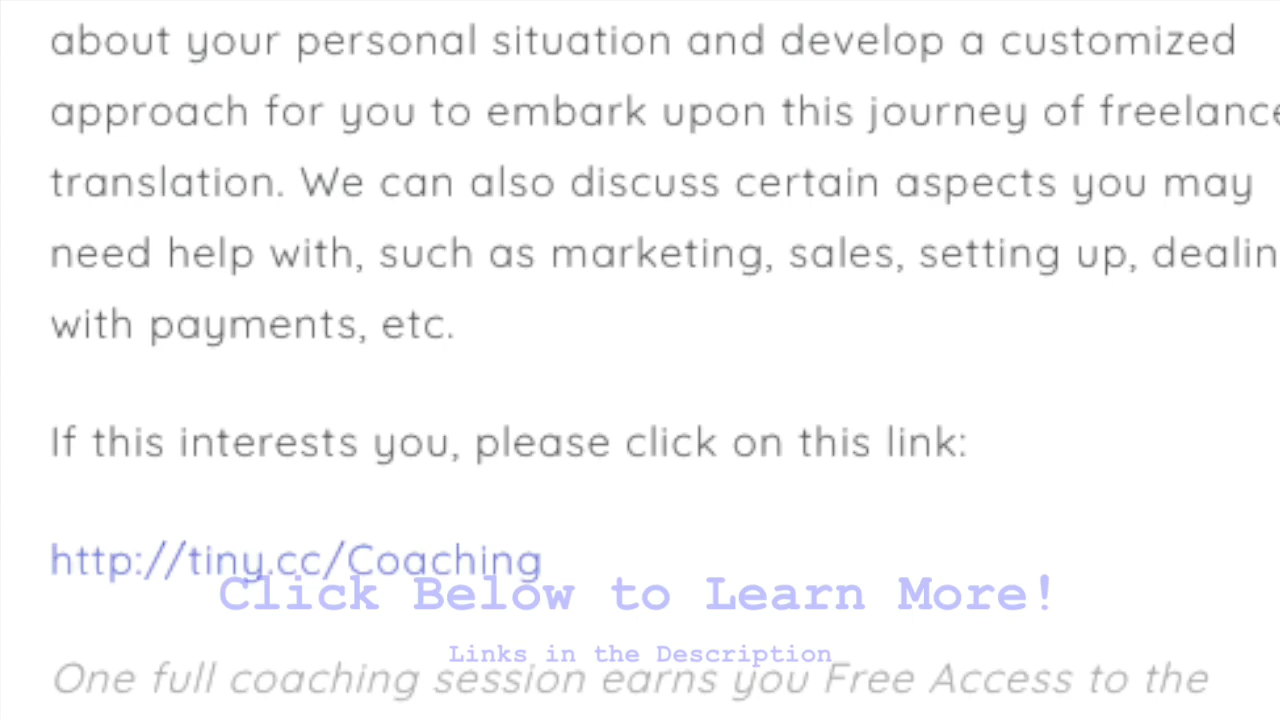 about your personal situation and develop a customized
approach for you to embark upon this journey of freelance
translation. We can also discuss certain aspects you may
need help with, such as marketing, sales, setting up, dealin
with payments, etc.
If this interests you, please click on this link:
http://tiny.cc/Coaching
Click Below to Learn More!
Links in the Description
One full coaching session earns you Free Access to the